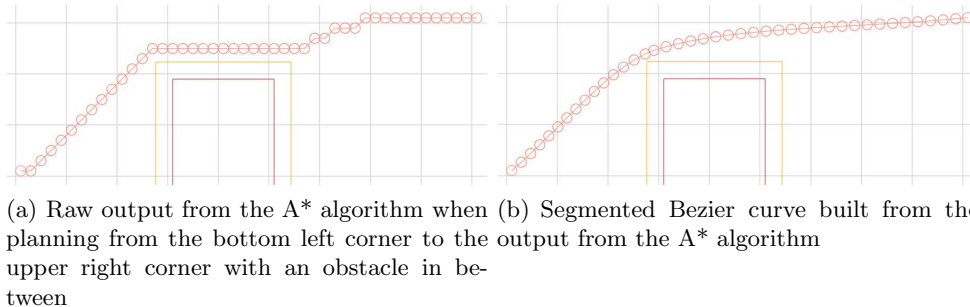 (a) Raw output from the A* algorithm when
planning from the bottom left corner to the
upper right corner with an obstacle in be-
tween
(b) Segmented Bezier curve built from the
output from the A* algorithm